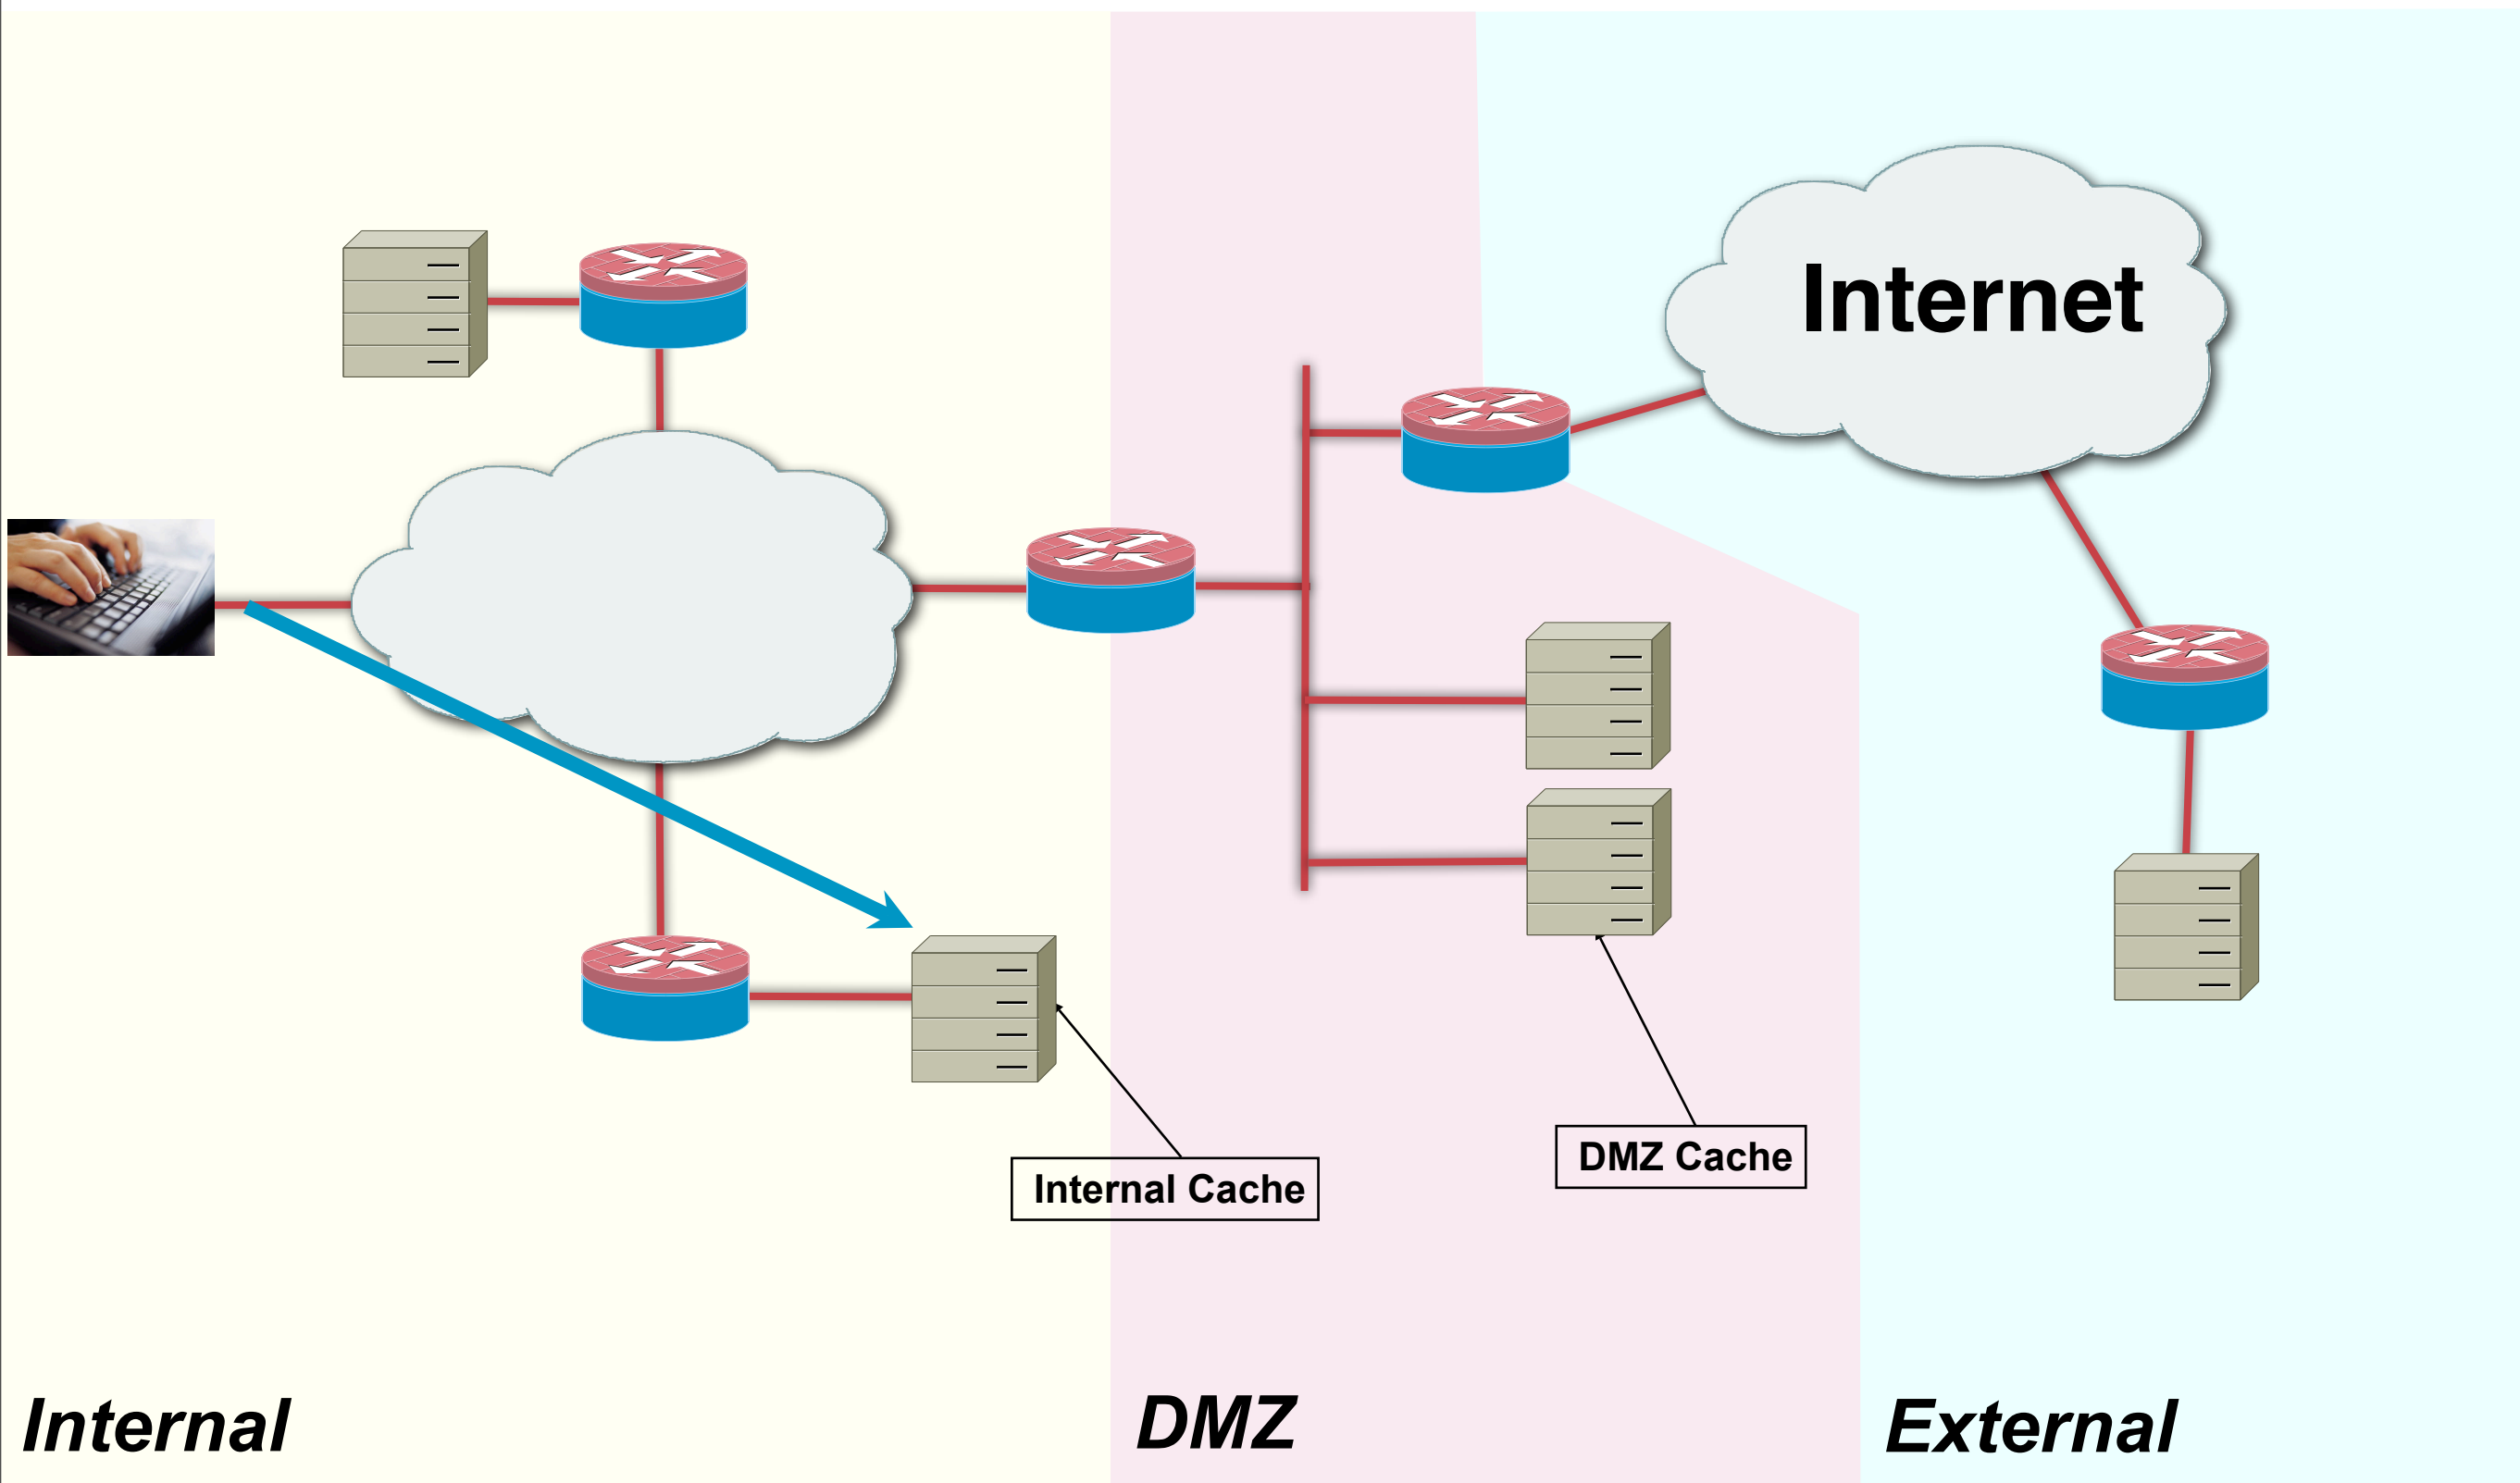 Internet
DMZ Cache
Internal Cache
Internal
DMZ
External